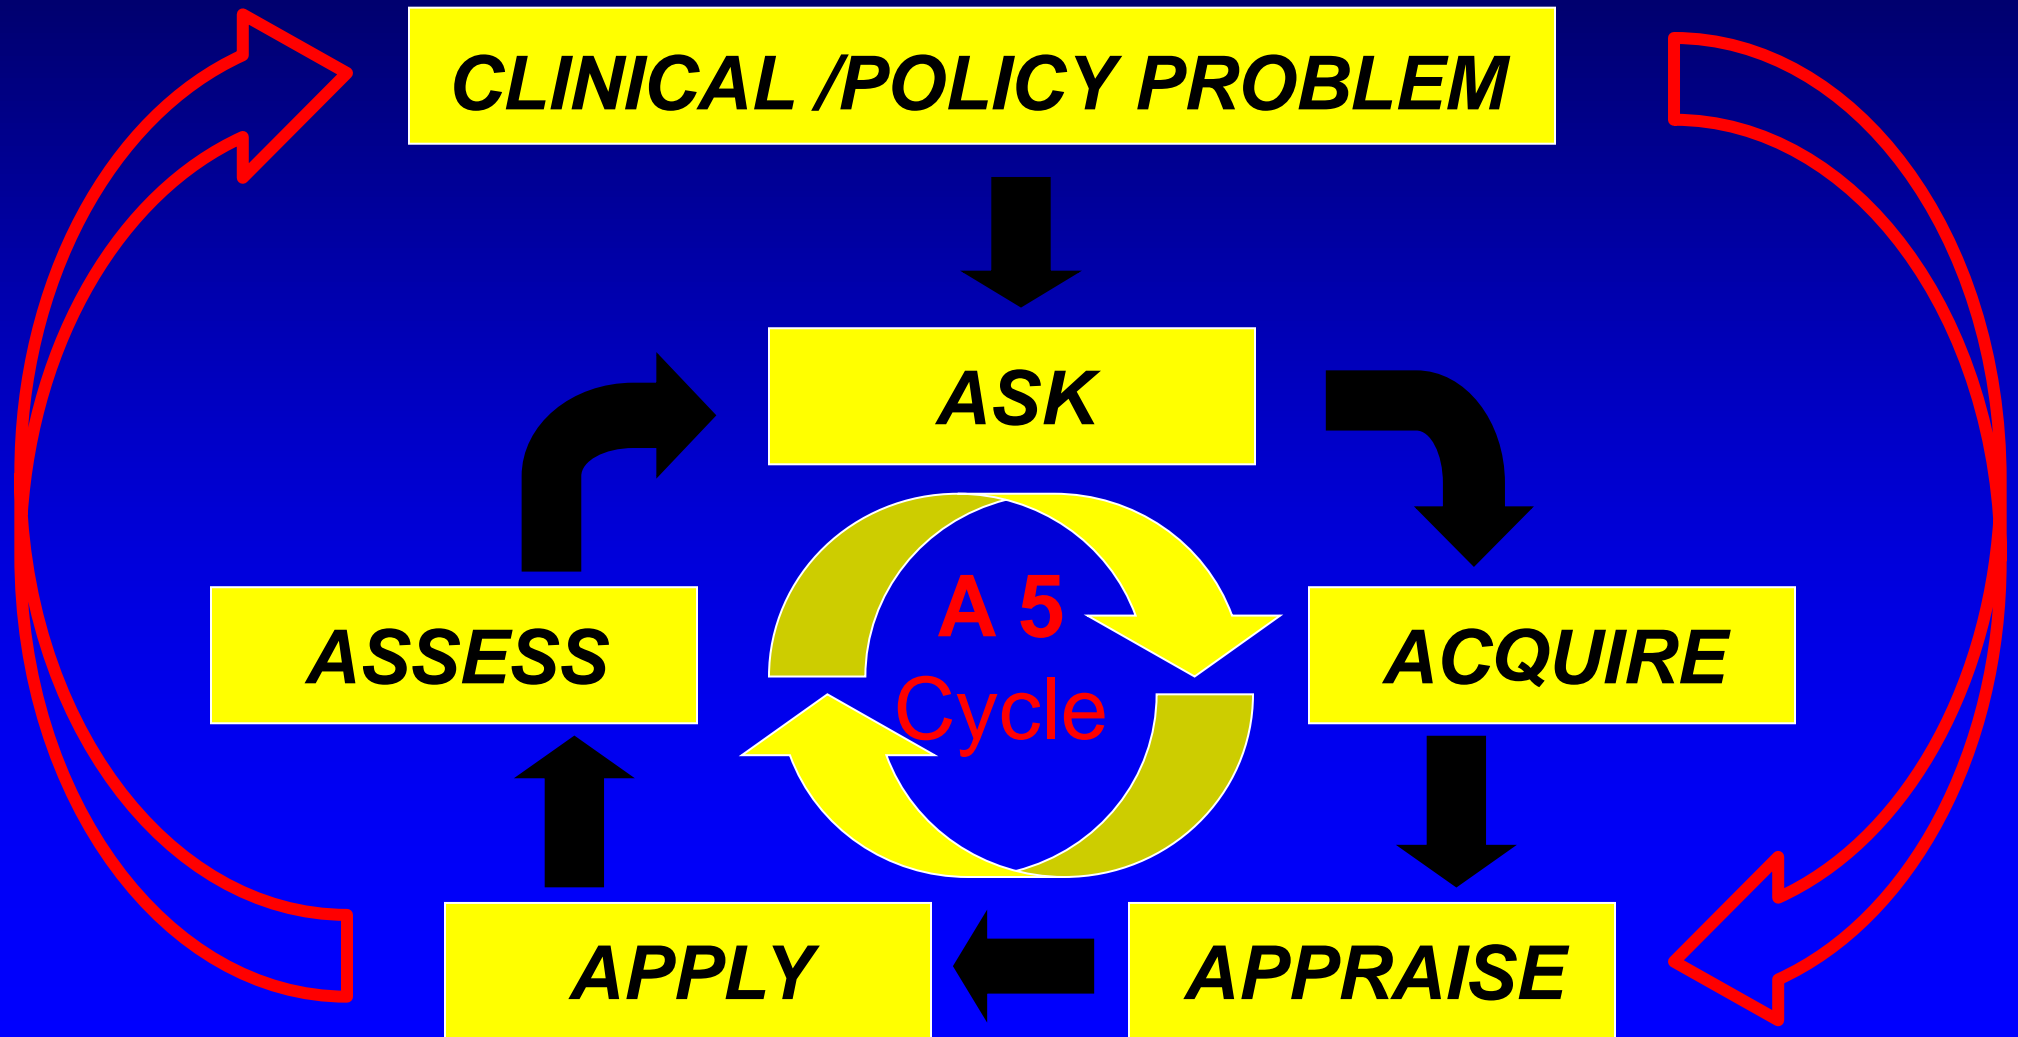 CLINICAL /POLICY PROBLEM
ASK
A 5
Cycle
ASSESS
ACQUIRE
APPLY
APPRAISE